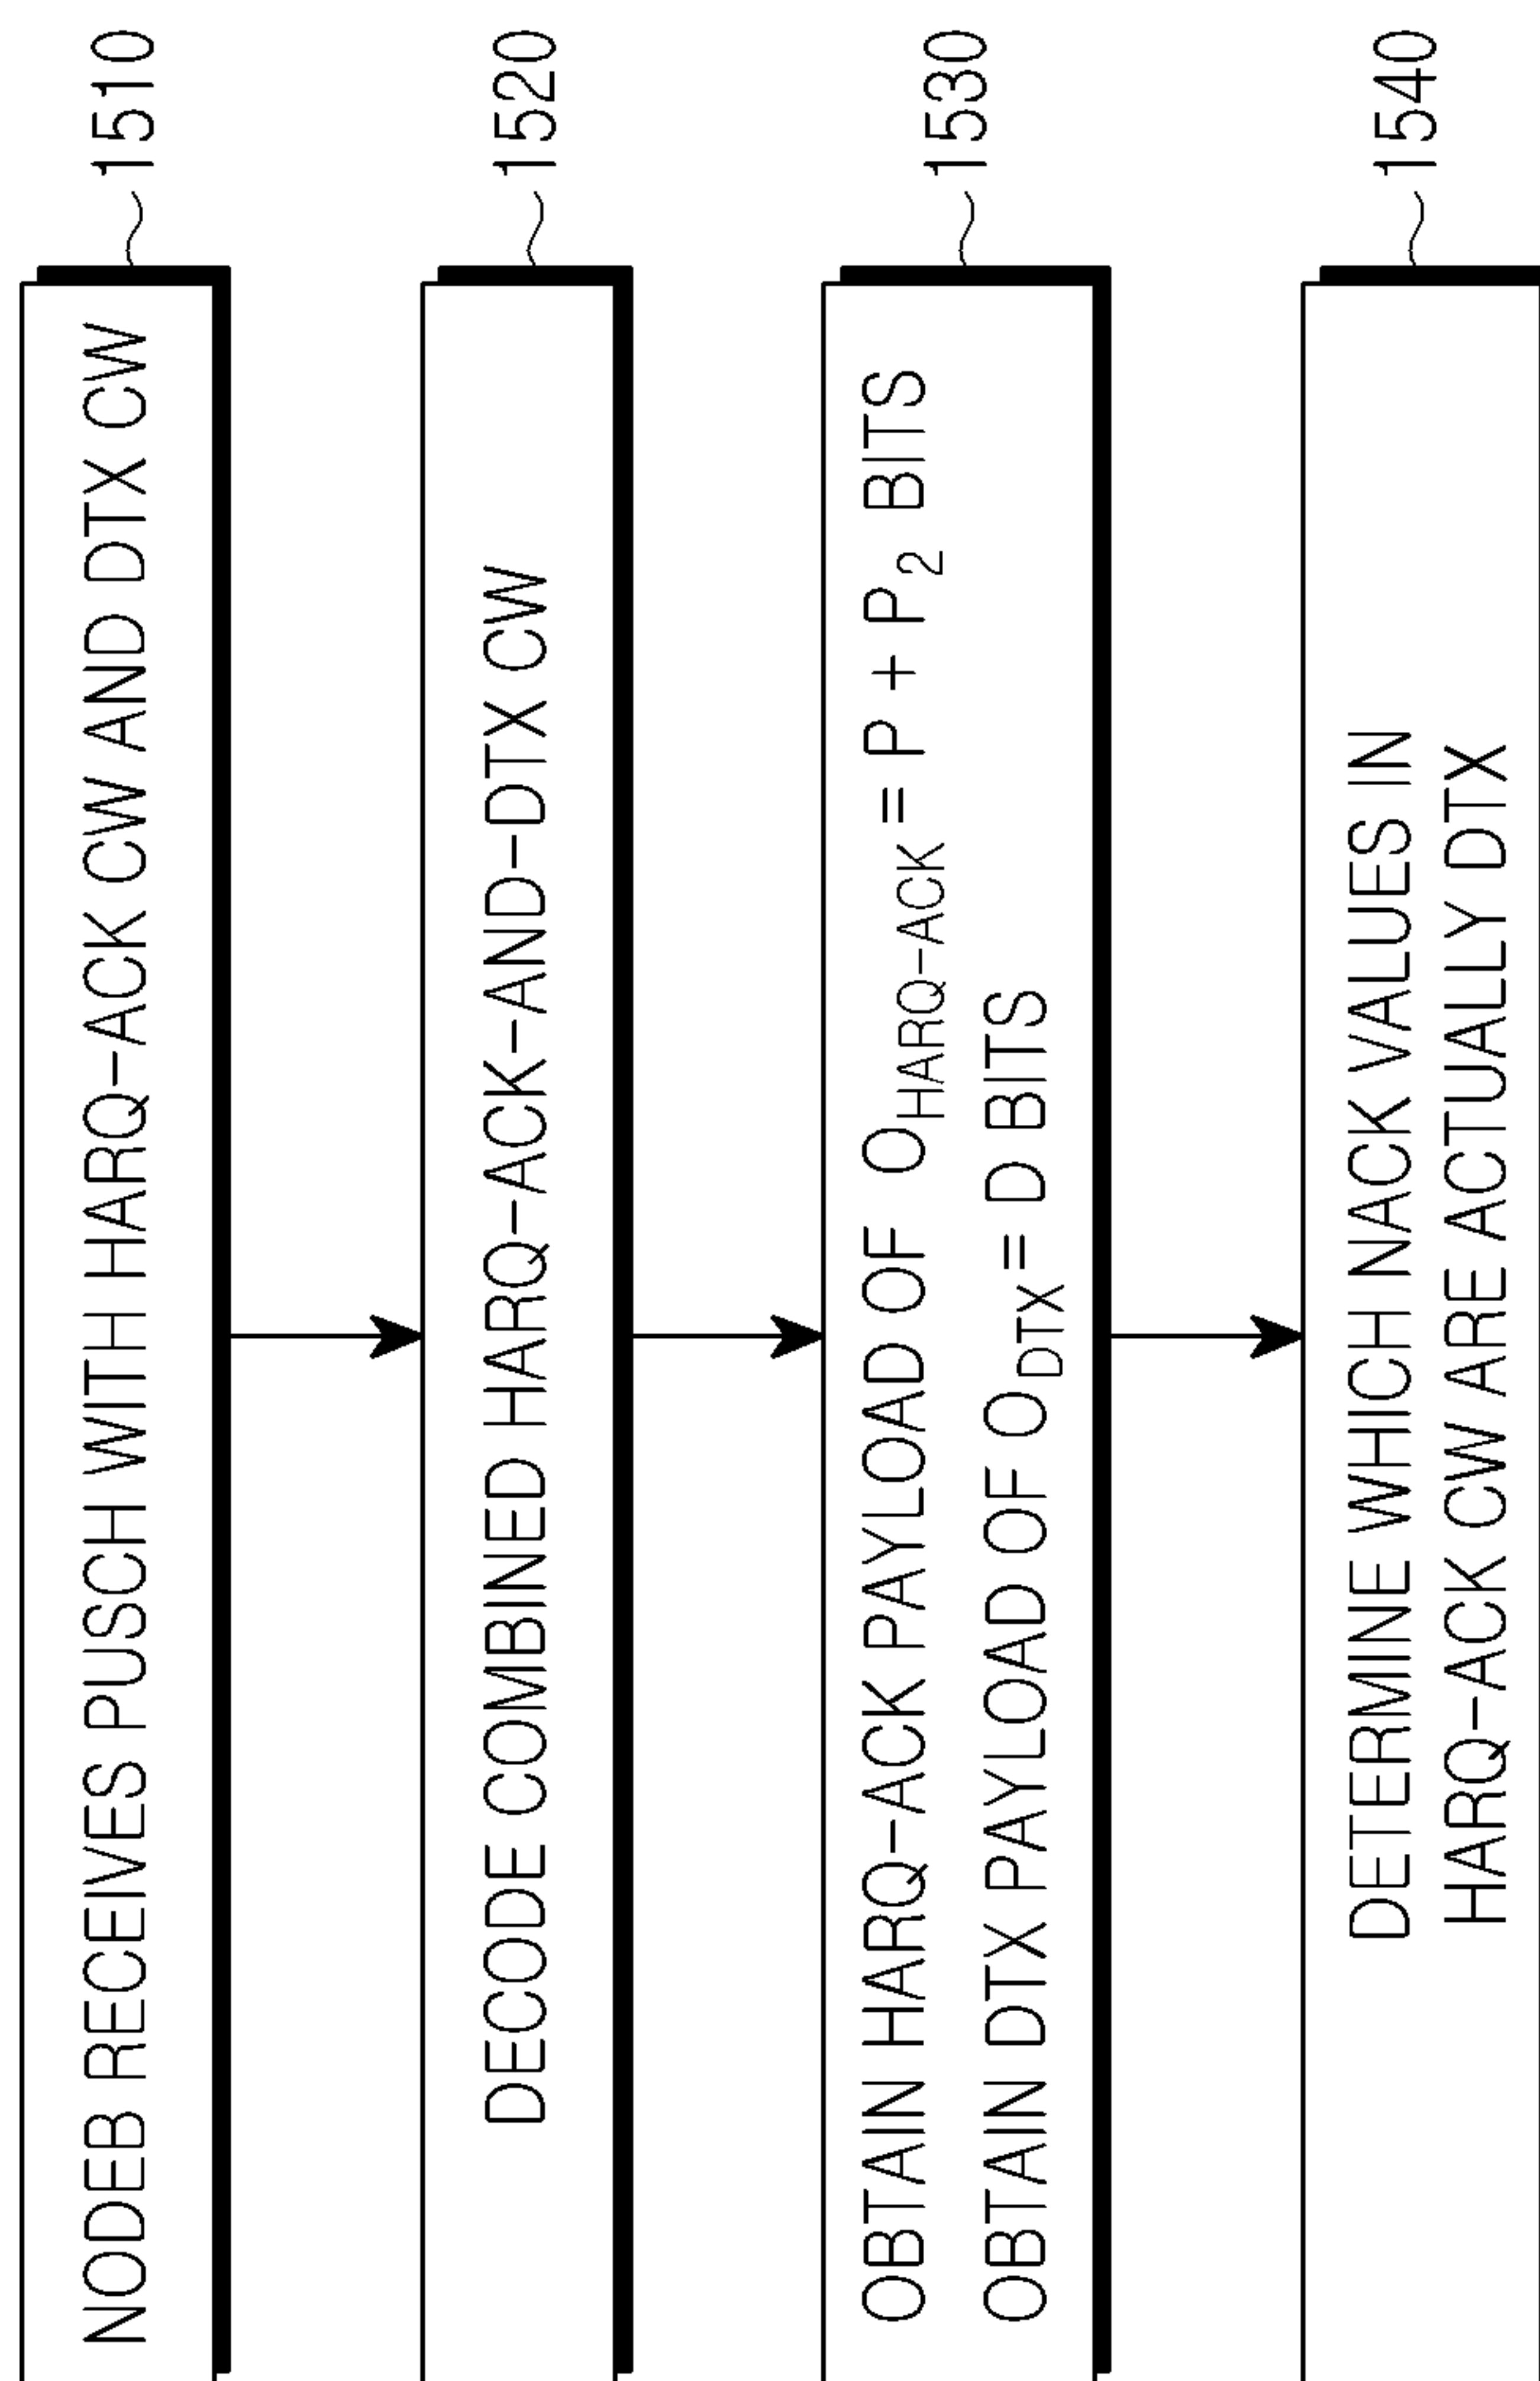 NODEB RECEIVES PUSCH WITH HARQ-ACK CW AND DTX CW
1510
DECODE COMBINED HARQ-ACK-AND-DTX CW
1520
OBTAIN HARQ-ACK PAYLOAD OF O_HARQ-ACK = P + P_2 BITS
OBTAIN DTX PAYLOAD OF O_DTX = D BITS
1530
DETERMINE WHICH NACK VALUES IN
HARQ-ACK CW ARE ACTUALLY DTX
1540